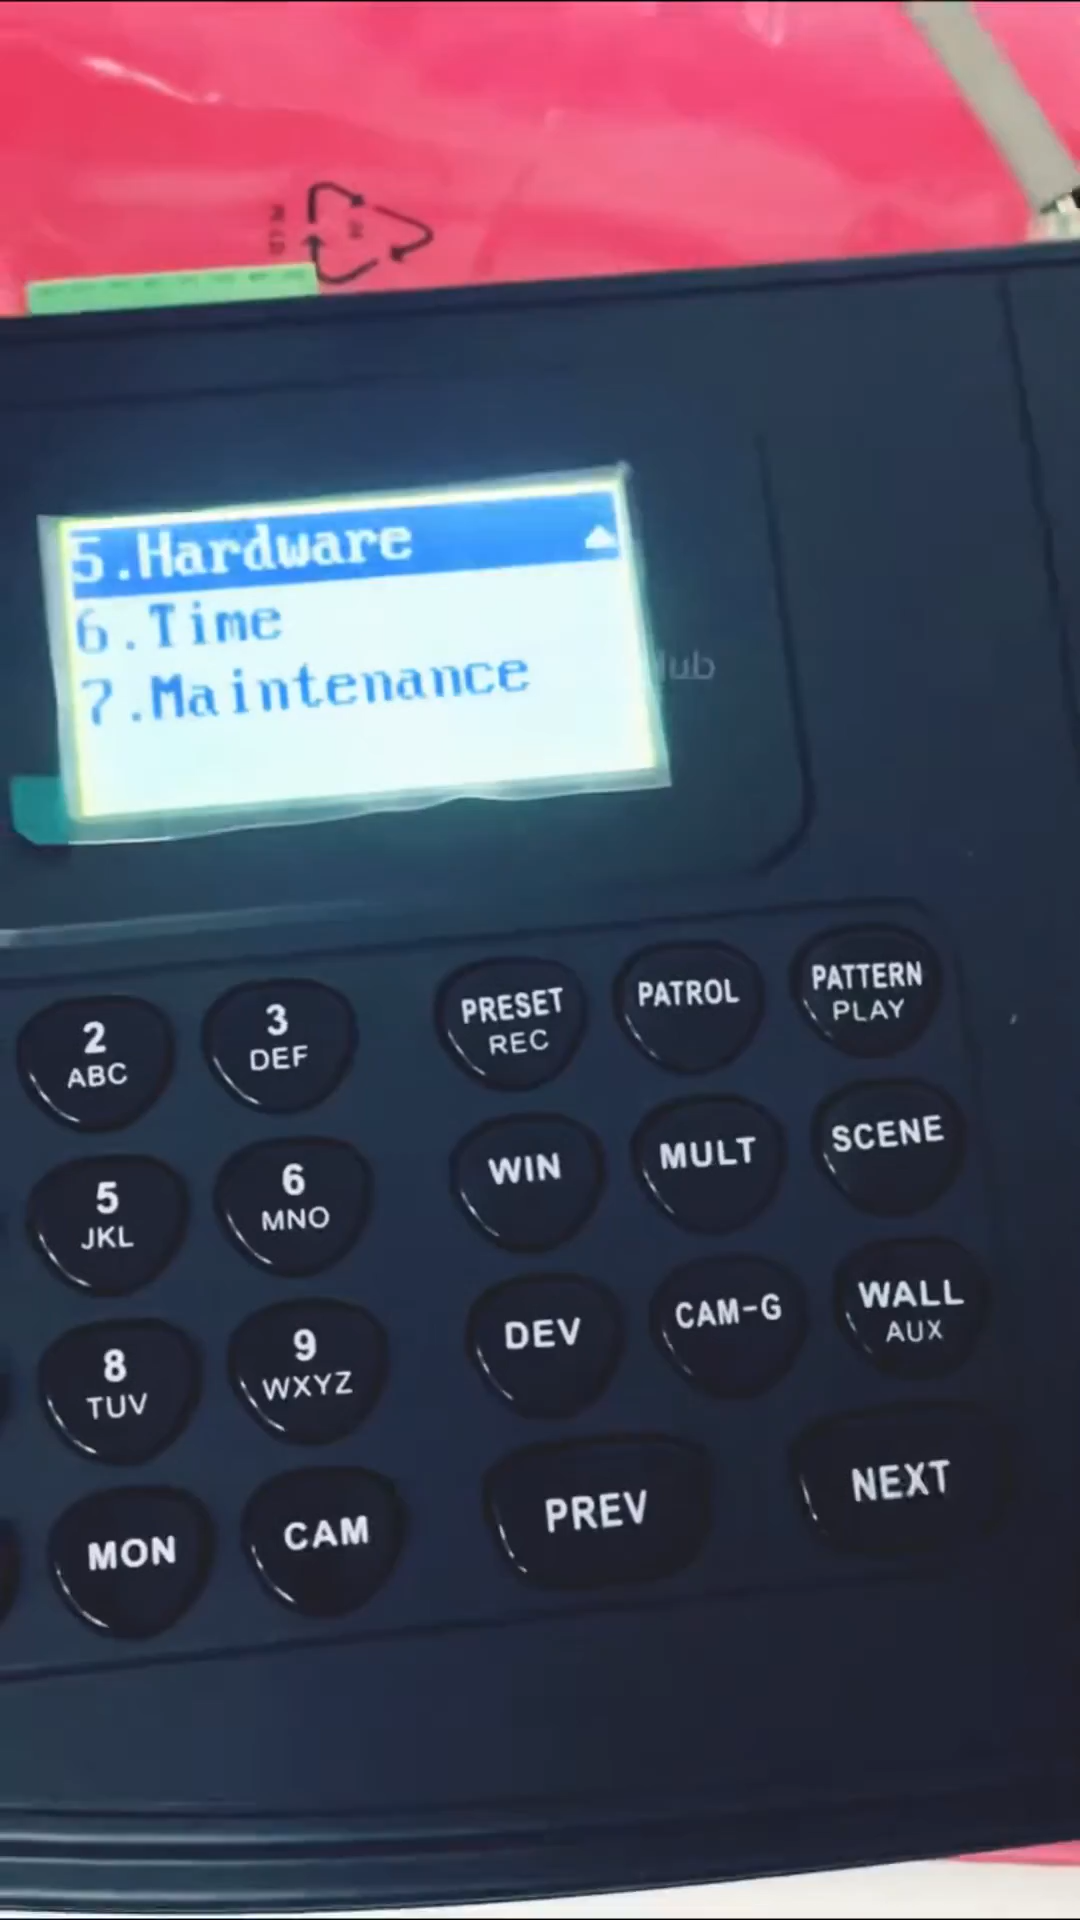 5.Hardware
6.Time
7.Maintenance
2
ABC
3
DEF
PRESET
REC
PATROL
PATTERN
PLAY
5
JKL
6
MNO
WIN
MULT
SCENE
8
TUV
9
WXYZ
DEV
CAM-G
WALL
AUX
MON
CAM
PREV
NEXT